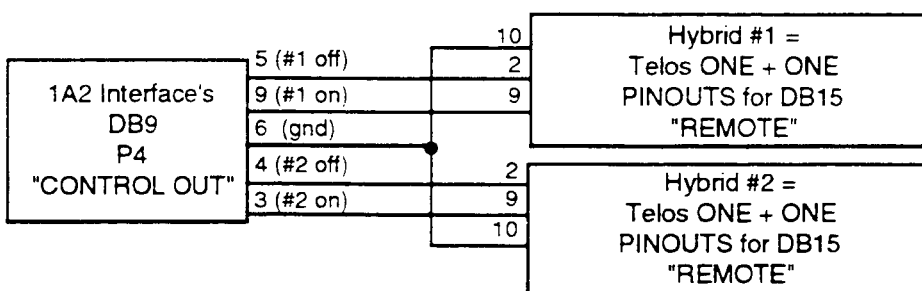 1A2 Interface's
DB9
P4
"CONTROL OUT"
5 (#1 off)
9 (#1 on)
6 (gnd)
4 (#2 off)
3 (#2 on)
10
2
9
Hybrid #1 =
Telos ONE + ONE
PINOUTS for DB15
"REMOTE"
2
9
10
Hybrid #2 =
Telos ONE + ONE
PINOUTS for DB15
"REMOTE"